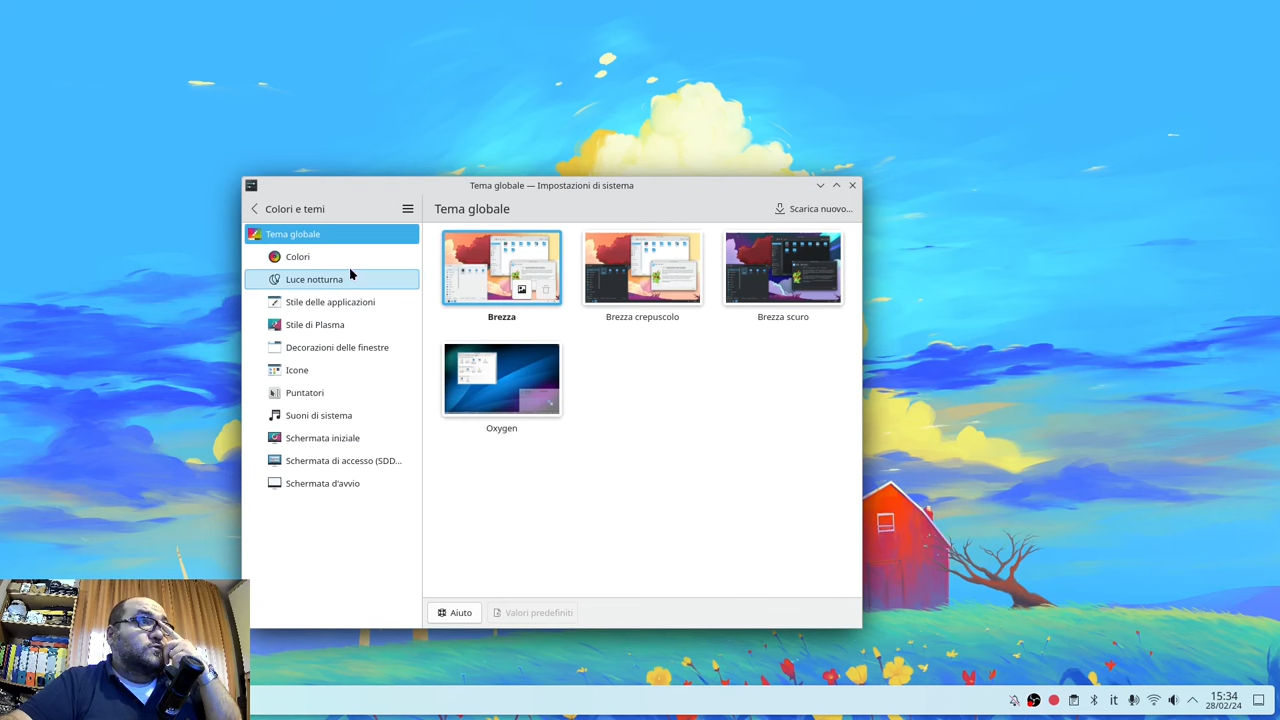 Tema globale — Impostazioni di sistema
Colori e temi
Tema globale
Scarica nuovo...
Tema globale
Colori
Luce notturna
Stile delle applicazioni
Stile di Plasma
Decorazioni delle finestre
Icone
Puntatori
Suoni di sistema
Schermata iniziale
Schermata di accesso (SDD...
Schermata d'avvio
Brezza
Brezza crepuscolo
Brezza scuro
Oxygen
Aiuto
Valori predefiniti
it
15:34
28/02/24